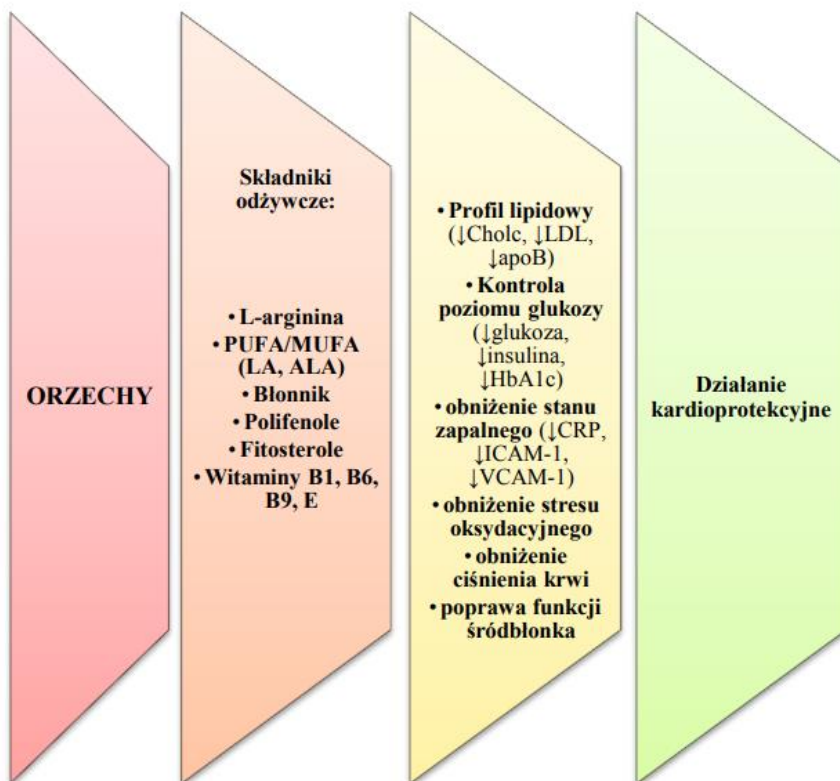 ORZECHY
Składniki
odżywcze:
• L-arginina
• PUFA/MUFA
(LA, ALA)
• Błonnik
• Polifenole
• Fitosterole
• Witaminy B1, B6,
B9, E
• Profil lipidowy
(↓Cholc, ↓LDL,
↓apoB)
• Kontrola
poziomu glukozy
(↓glukoza,
↓insulina,
↓HbA1c)
• obniżenie stanu
zapalnego (↓CRP,
↓ICAM-1,
↓VCAM-1)
• obniżenie stresu
oksydacyjnego
• obniżenie
ciśnienia krwi
• poprawa funkcji
śródbłonka
Działanie
kardioprotekcyjne